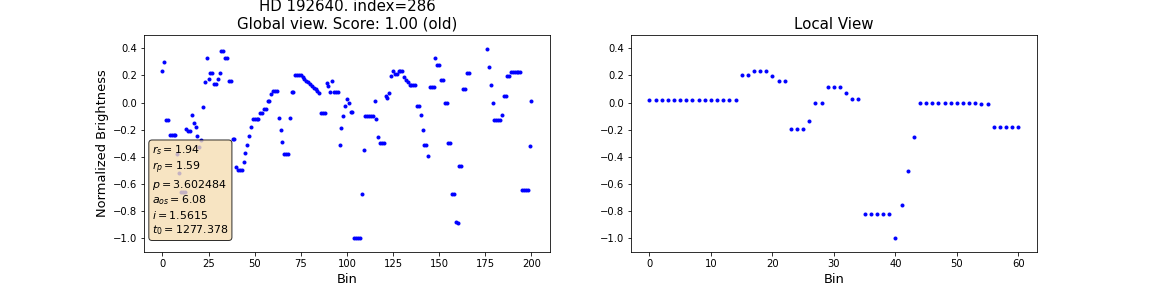 HD 192640. index=286
Global view. Score: 1.00 (old)
Local View
Normalized Brightness
0.4
0.2
0.0
−0.2
−0.4
−0.6
−0.8
−1.0
r_s = 1.94
r_p = 1.59
p = 3.602484
a_os = 6.08
i = 1.5615
t_0 = 1277.378
0 25 50 75 100 125 150 175 200
Bin
0.4
0.2
0.0
−0.2
−0.4
−0.6
−0.8
−1.0
0 10 20 30 40 50 60
Bin